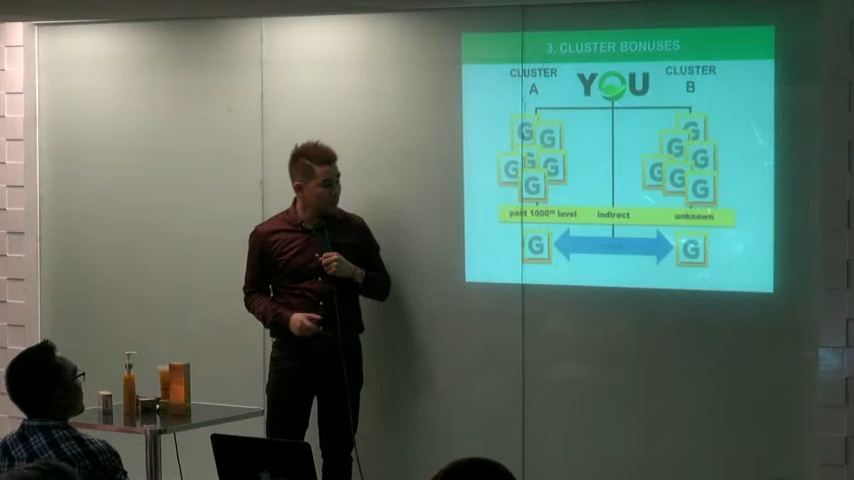 3. CLUSTER BONUSES
CLUSTER
A
YOU
CLUSTER
B
G G
G G G
G
G
G G
G G
G
past 1000th level
Indirect
unknown
G
G